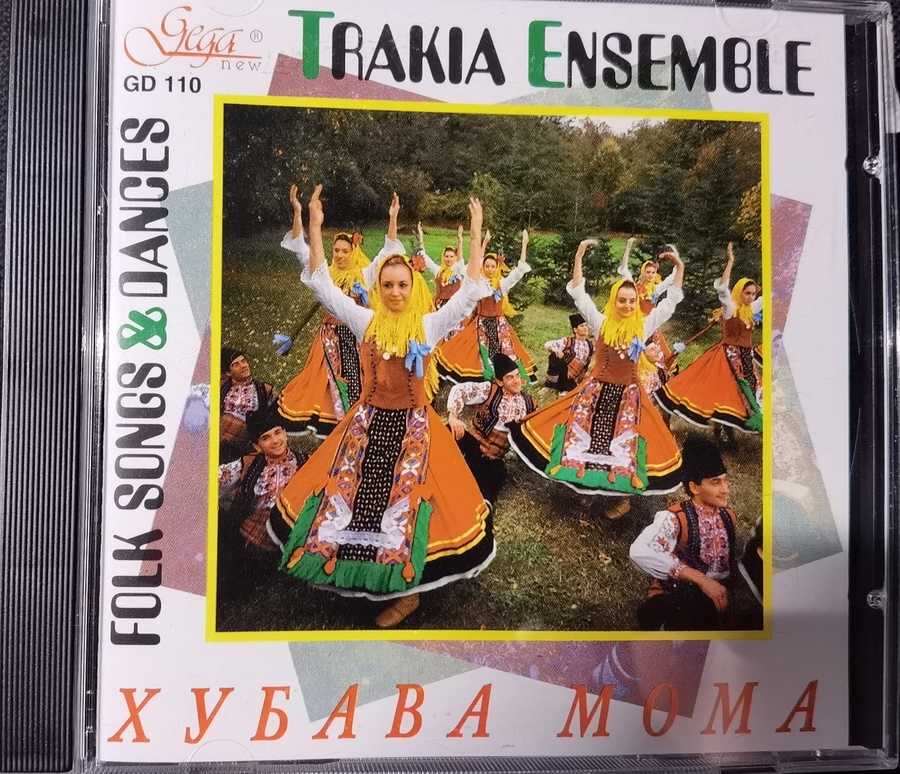 Gega ®
new
GD 110
TRAKIA ENSEMBLE
FOLK SONGS & DANCES
ХУБАВА МОМА